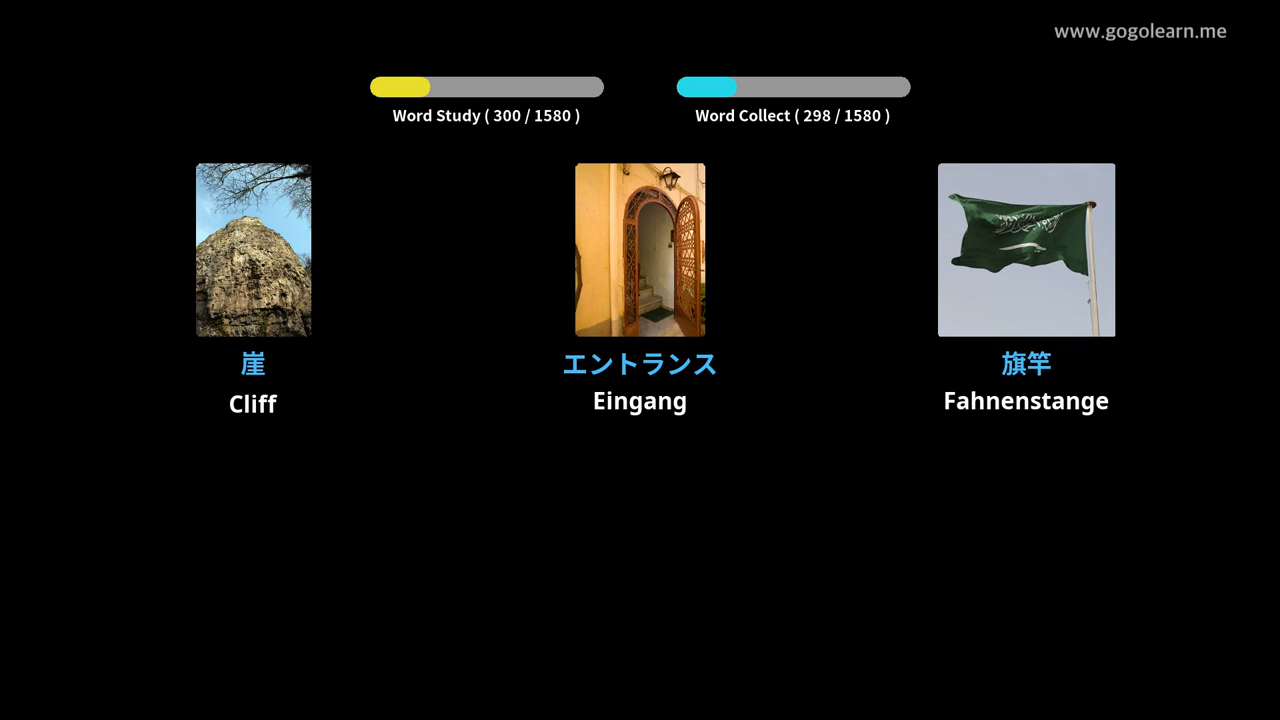 www.gogolearn.me
Word Study ( 300 / 1580 )
Word Collect ( 298 / 1580 )
崖
Cliff
エントランス
Eingang
旗竿
Fahnenstange